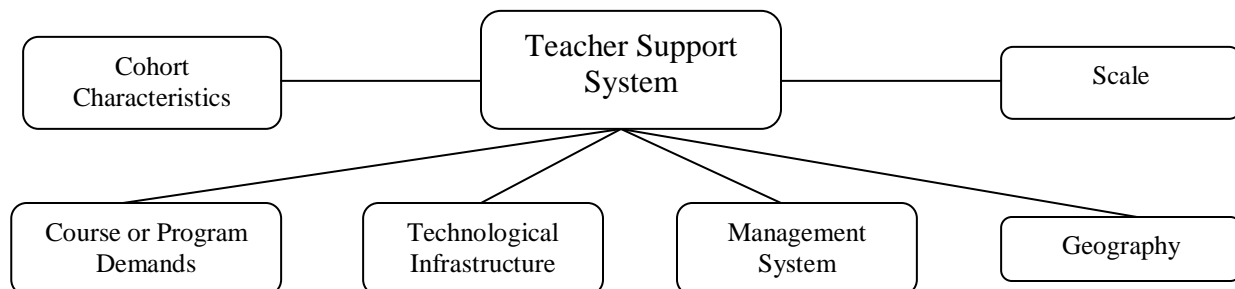 Teacher Support
System
Cohort
Characteristics
Scale
Course or Program
Demands
Technological
Infrastructure
Management
System
Geography